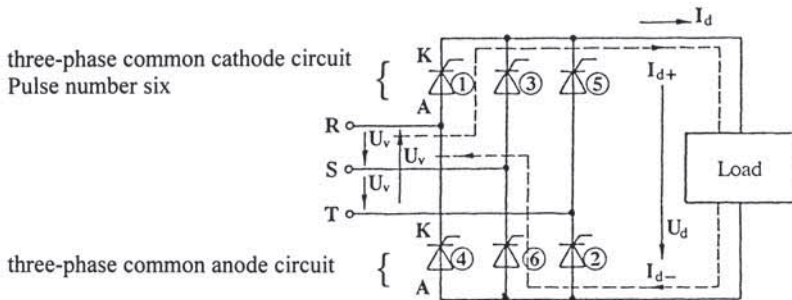 I_d
three-phase common cathode circuit
Pulse number six
{
K
①
③
⑤
I_d+
A
R
U_v
U_v
S
U_v
Load
T
U_d
K
three-phase common anode circuit
{
④
⑥
②
I_d−
A